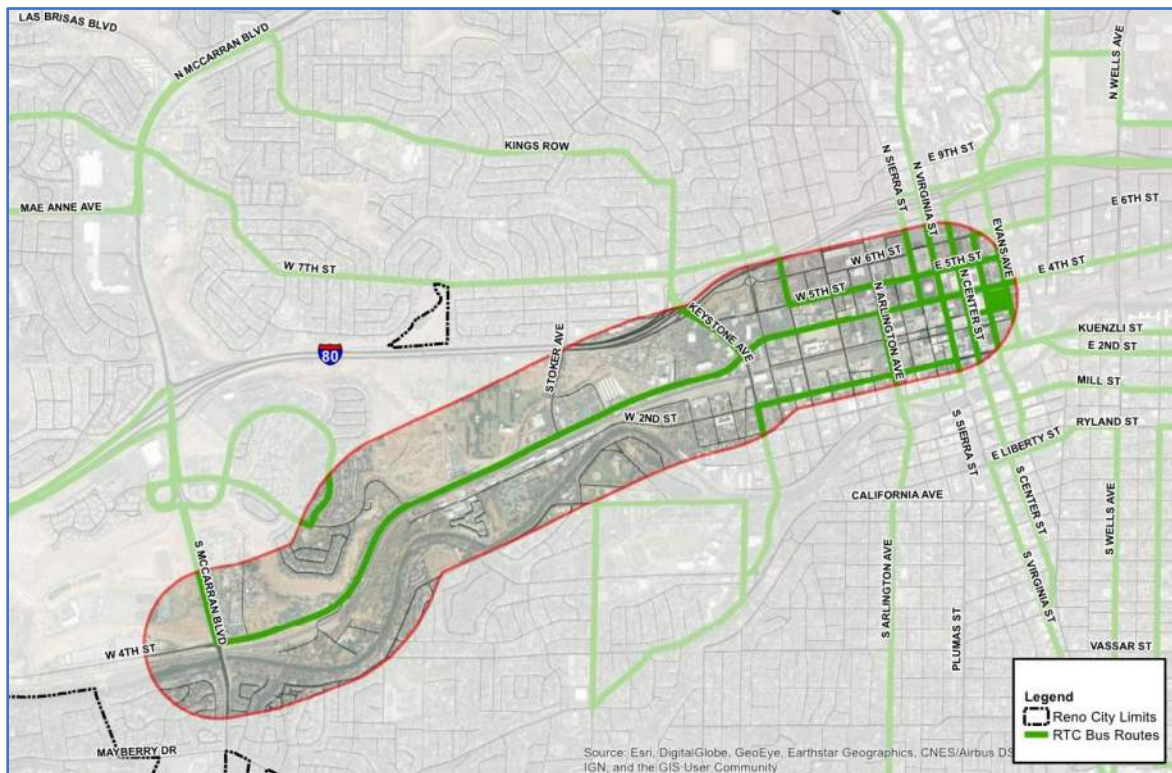 LAS BRISAS BLVD
N MCCARRAN BLVD
N WELLS AVE
KINGS ROW
N SIERRA ST
N VIRGINIA ST
E 9TH ST
MAE ANNE AVE
E 6TH ST
EVANS AVE
W 7TH ST
W 6TH ST
E 5TH ST
E 4TH ST
W 5TH ST
N ARLINGTON AVE
N CENTER ST
KEYSTONE AVE
KUENZLI ST
E 2ND ST
80
STOKER AVE
MILL ST
W 2ND ST
RYLAND ST
S SIERRA ST
E LIBERTY ST
CALIFORNIA AVE
S CENTER ST
S WELLS AVE
S MCCARRAN BLVD
S VIRGINIA ST
S ARLINGTON AVE
PLUMAS ST
W 4TH ST
VASSAR ST
Legend
Reno City Limits
RTC Bus Routes
MAYBERRY DR
Source: Esri, DigitalGlobe, GeoEye, Earthstar Geographics, CNES/Airbus DS
IGN, and the GIS User Community